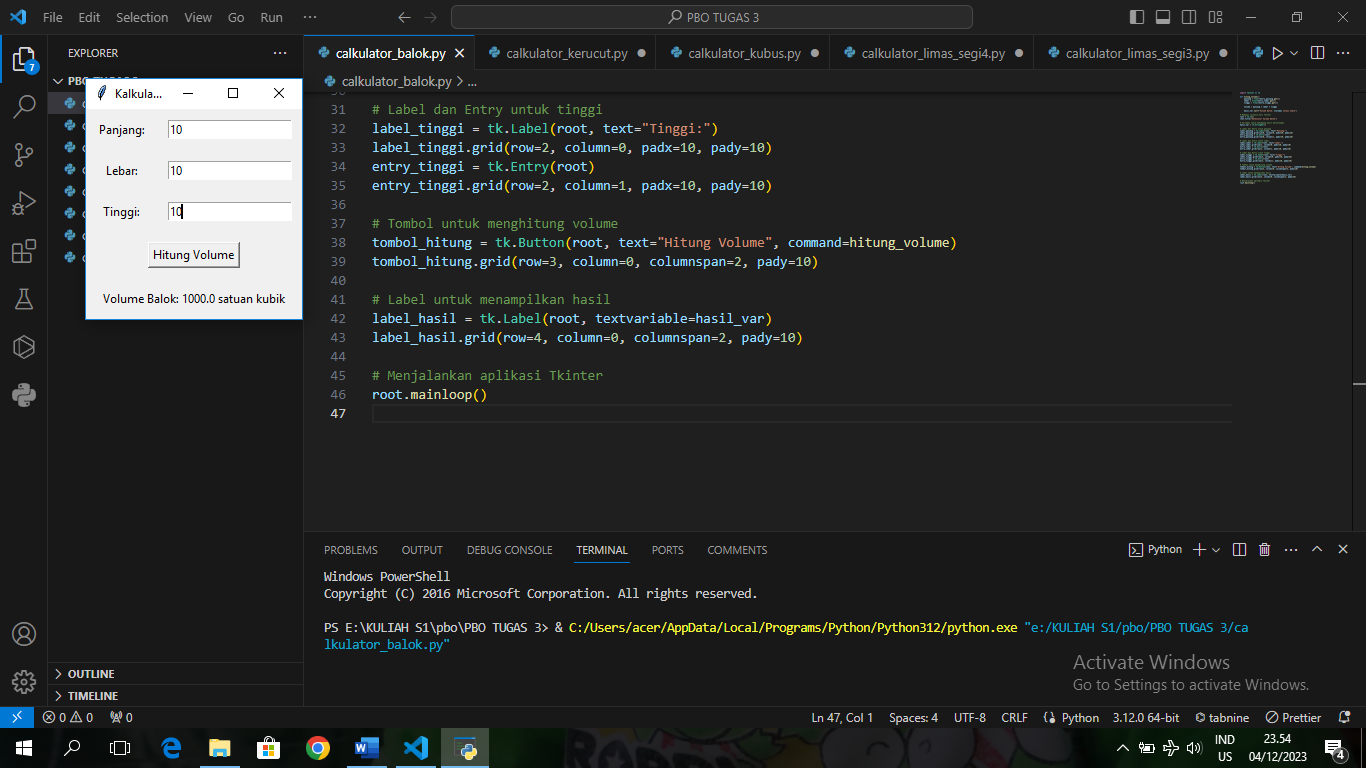 File Edit Selection View Go Run ···
PBO TUGAS 3
EXPLORER
7
calkulator_balok.py
calkulator_kerucut.py
calkulator_kubus.py
calkulator_limas_segi4.py
calkulator_limas_segi3.py
calkulator_balok.py > ...
Kalkula...
Panjang: 10
Lebar: 10
Tinggi: 10
Hitung Volume
Volume Balok: 1000.0 satuan kubik
31 # Label dan Entry untuk tinggi
32 label_tinggi = tk.Label(root, text="Tinggi:")
33 label_tinggi.grid(row=2, column=0, padx=10, pady=10)
34 entry_tinggi = tk.Entry(root)
35 entry_tinggi.grid(row=2, column=1, padx=10, pady=10)
36
37 # Tombol untuk menghitung volume
38 tombol_hitung = tk.Button(root, text="Hitung Volume", command=hitung_volume)
39 tombol_hitung.grid(row=3, column=0, columnspan=2, pady=10)
40
41 # Label untuk menampilkan hasil
42 label_hasil = tk.Label(root, textvariable=hasil_var)
43 label_hasil.grid(row=4, column=0, columnspan=2, pady=10)
44
45 # Menjalankan aplikasi Tkinter
46 root.mainloop()
47
PROBLEMS OUTPUT DEBUG CONSOLE TERMINAL PORTS COMMENTS
Python
Windows PowerShell
Copyright (C) 2016 Microsoft Corporation. All rights reserved.
PS E:\KULIAH S1\pbo\PBO TUGAS 3> & C:/Users/acer/AppData/Local/Programs/Python/Python312/python.exe "e:/KULIAH S1/pbo/PBO TUGAS 3/ca
lkulator_balok.py"
Activate Windows
Go to Settings to activate Windows.
OUTLINE
TIMELINE
0 0 0
Ln 47, Col 1 Spaces: 4 UTF-8 CRLF Python 3.12.0 64-bit tabnine Prettier
IND
US
23.54
04/12/2023
4